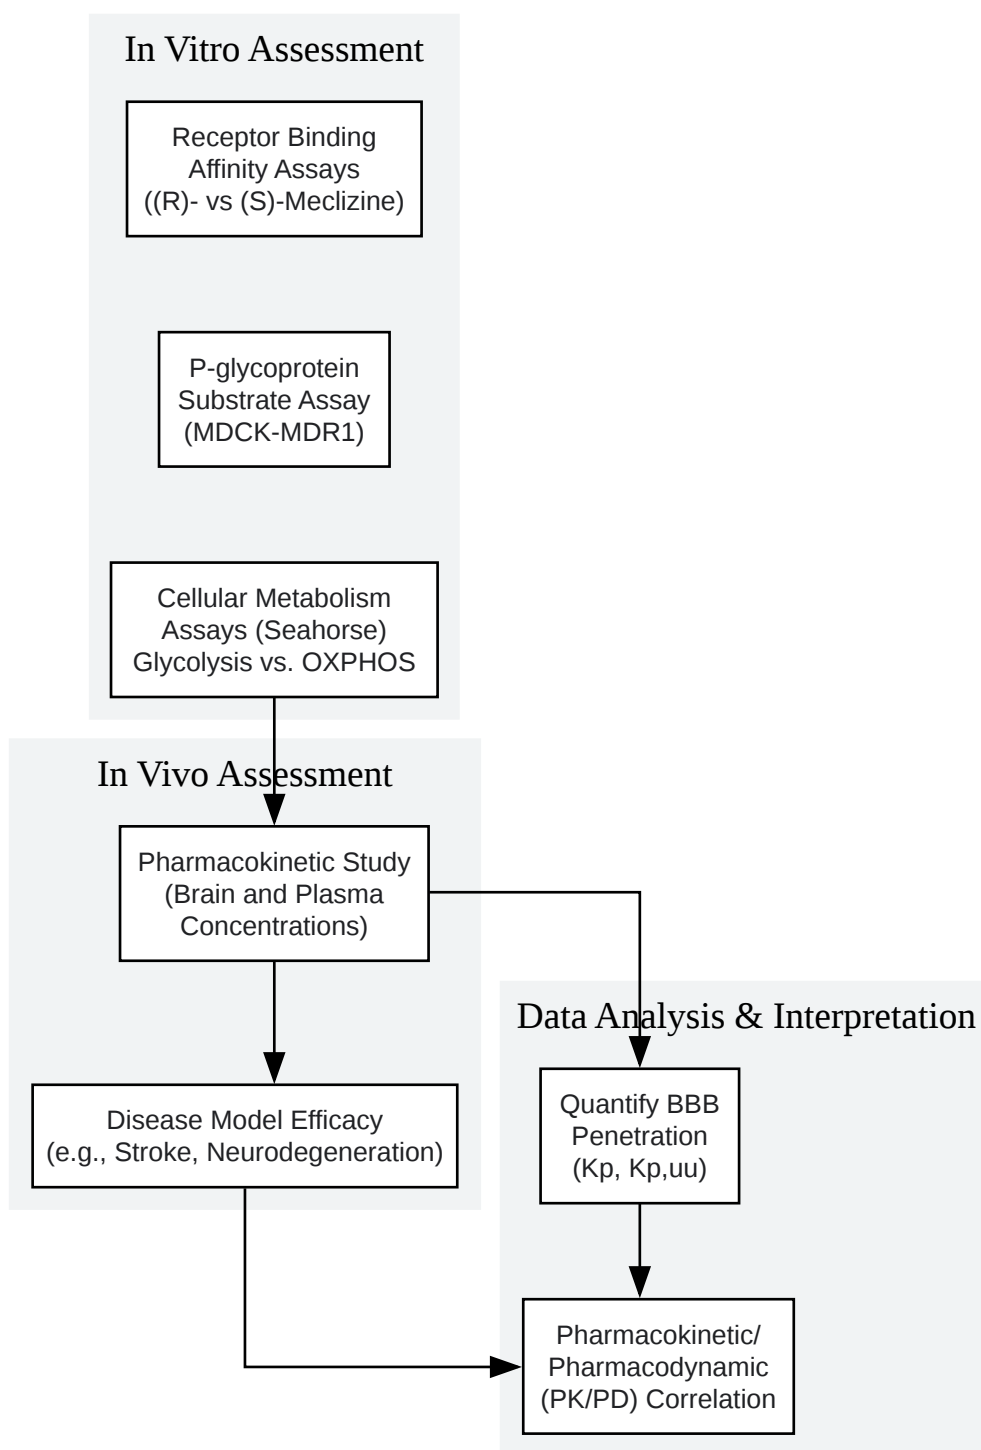 In Vitro Assessment
Receptor Binding
Affinity Assays
((R)- vs (S)-Meclizine)
P-glycoprotein
Substrate Assay
(MDCK-MDR1)
Cellular Metabolism
Assays (Seahorse)
Glycolysis vs. OXPHOS
In Vivo Assessment
Pharmacokinetic Study
(Brain and Plasma
Concentrations)
Disease Model Efficacy
(e.g., Stroke, Neurodegeneration)
Data Analysis & Interpretation
Quantify BBB
Penetration
(Kp, Kp,uu)
Pharmacokinetic/
Pharmacodynamic
(PK/PD) Correlation